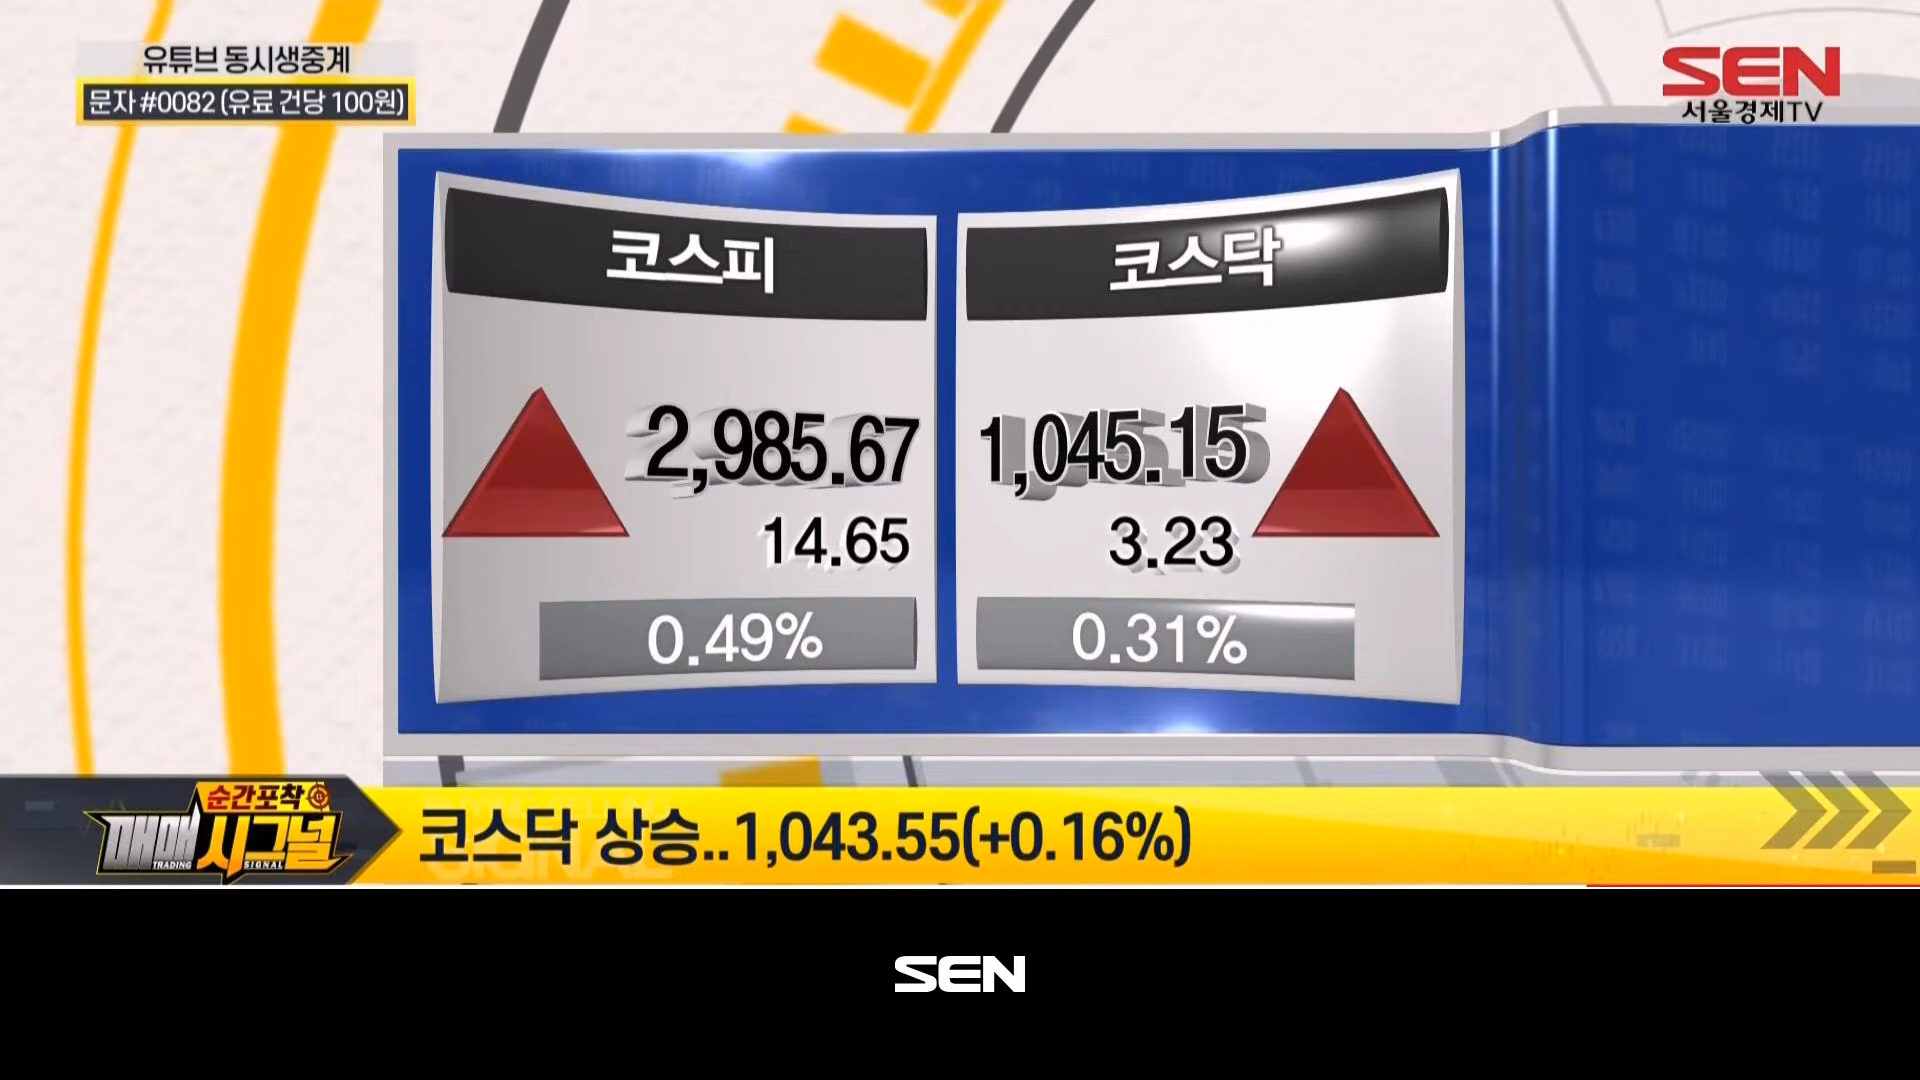 유튜브 동시생중계
문자 #0082 (유료 건당 100원)
SEN
서울경제TV
코스피
2,985.67
14.65
0.49%
코스닥
1,045.15
3.23
0.31%
순간포착
매매 시그널
TRADING SIGNAL
코스닥 상승..1,043.55(+0.16%)
SEN